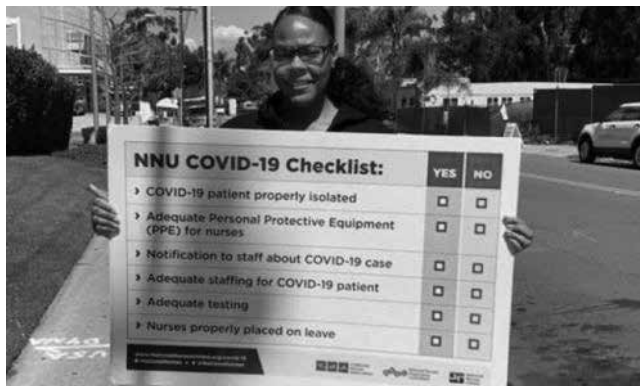 NNU COVID-19 Checklist:
YES NO
› COVID-19 patient properly isolated
› Adequate Personal Protective Equipment
(PPE) for nurses
› Notification to staff about COVID-19 case
› Adequate staffing for COVID-19 patient
› Adequate testing
› Nurses properly placed on leave